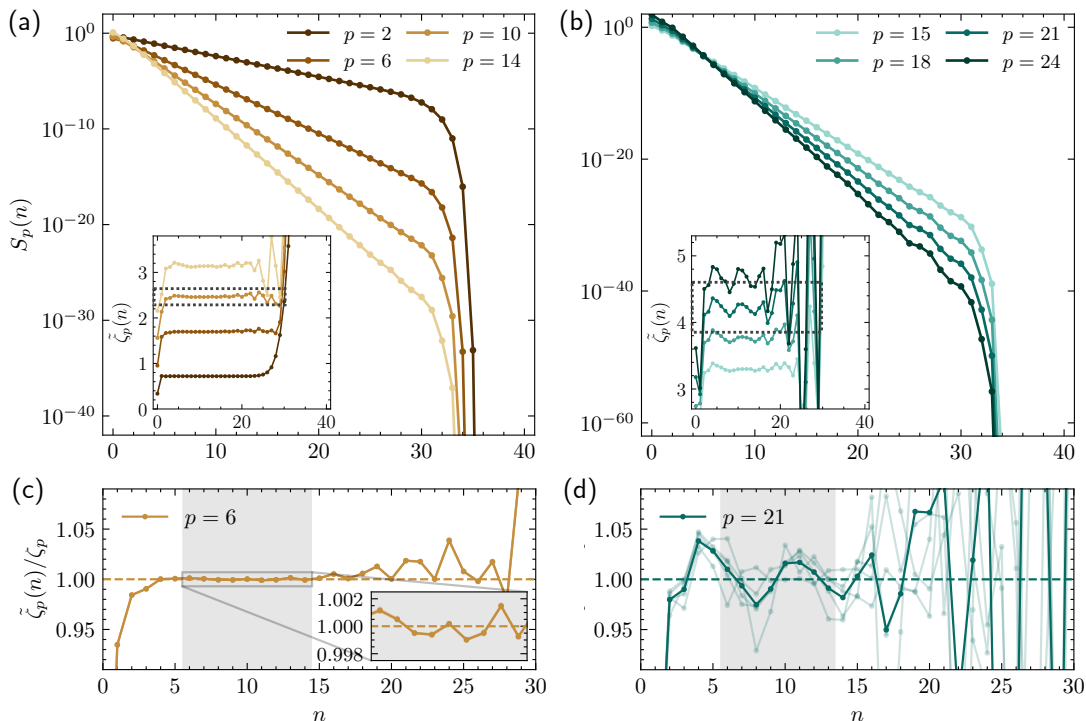 (a)
S_p(n)
10^0
10^{-10}
10^{-20}
10^{-30}
10^{-40}
p = 2
p = 6
p = 10
p = 14
ζ̃_p(n)
3
2
1
0
0
20
40
0
10
20
30
40
(b)
10^0
10^{-20}
10^{-40}
10^{-60}
p = 15
p = 18
p = 21
p = 24
ζ̃_p(n)
5
4
3
0
20
40
0
10
20
30
40
(c)
ζ̃_p(n)/ζ_p
1.05
1.00
0.95
p = 6
1.002
1.000
0.998
0
5
10
15
20
25
30
n
(d)
1.05
1.00
0.95
p = 21
0
5
10
15
20
25
30
n